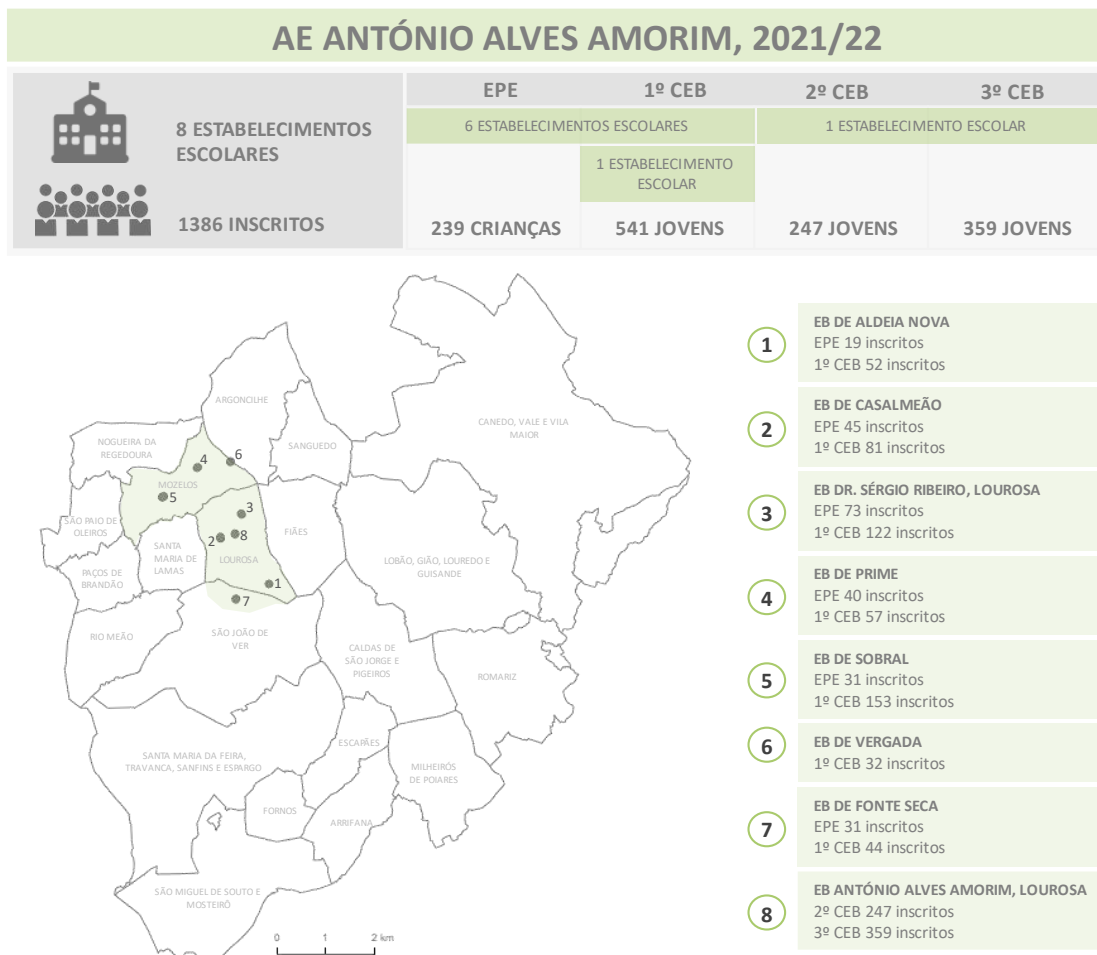 AE ANTÓNIO ALVES AMORIM, 2021/22
8 ESTABELECIMENTOS
ESCOLARES
1386 INSCRITOS
EPE
1º CEB
2º CEB
3º CEB
6 ESTABELECIMENTOS ESCOLARES
1 ESTABELECIMENTO ESCOLAR
1 ESTABELECIMENTO
ESCOLAR
239 CRIANÇAS
541 JOVENS
247 JOVENS
359 JOVENS
ARGONCILHE
CANEDO, VALE E VILA
MAIOR
NOGUEIRA DA
REGEDOURA
SANGUEDO
4
6
MOZELOS
5
3
SÃO PAIO DE
OLEIROS
FIÃES
2
8
SANTA
MARIA DE
LAMAS
LOUROSA
LOBÃO, GIÃO, LOUREDO E
GUISANDE
PAÇOS DE
BRANDÃO
1
7
RIO MEÃO
SÃO JOÃO DE
VER
CALDAS DE
SÃO JORGE E
PIGEIROS
ROMARIZ
ESCAPÃES
SANTA MARIA DA FEIRA,
TRAVANCA, SANFINS E ESPARGO
MILHEIRÓS
DE POIARES
FORNOS
ARRIFANA
SÃO MIGUEL DE SOUTO E
MOSTEIRÔ
0 1 2 km
1
EB DE ALDEIA NOVA
EPE 19 inscritos
1º CEB 52 inscritos
2
EB DE CASALMEÃO
EPE 45 inscritos
1º CEB 81 inscritos
3
EB DR. SÉRGIO RIBEIRO, LOUROSA
EPE 73 inscritos
1º CEB 122 inscritos
4
EB DE PRIME
EPE 40 inscritos
1º CEB 57 inscritos
5
EB DE SOBRAL
EPE 31 inscritos
1º CEB 153 inscritos
6
EB DE VERGADA
1º CEB 32 inscritos
7
EB DE FONTE SECA
EPE 31 inscritos
1º CEB 44 inscritos
8
EB ANTÓNIO ALVES AMORIM, LOUROSA
2º CEB 247 inscritos
3º CEB 359 inscritos